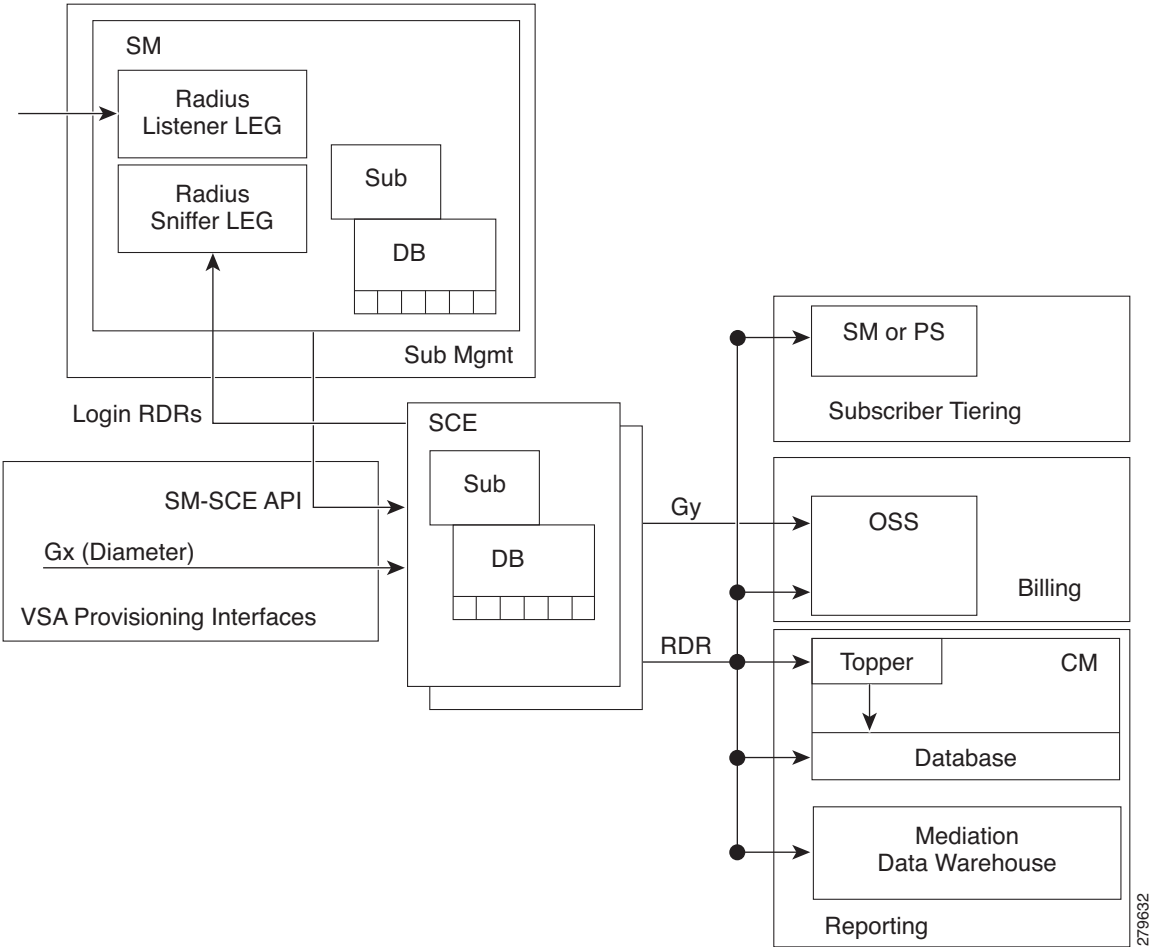 SM
Radius
Listener LEG
Radius
Sniffer LEG
Sub
DB
Sub Mgmt
Login RDRs
SM-SCE API
Gx (Diameter)
VSA Provisioning Interfaces
SCE
Sub
DB
Gy
RDR
SM or PS
Subscriber Tiering
OSS
Billing
Topper
CM
Database
Mediation
Data Warehouse
Reporting
279632